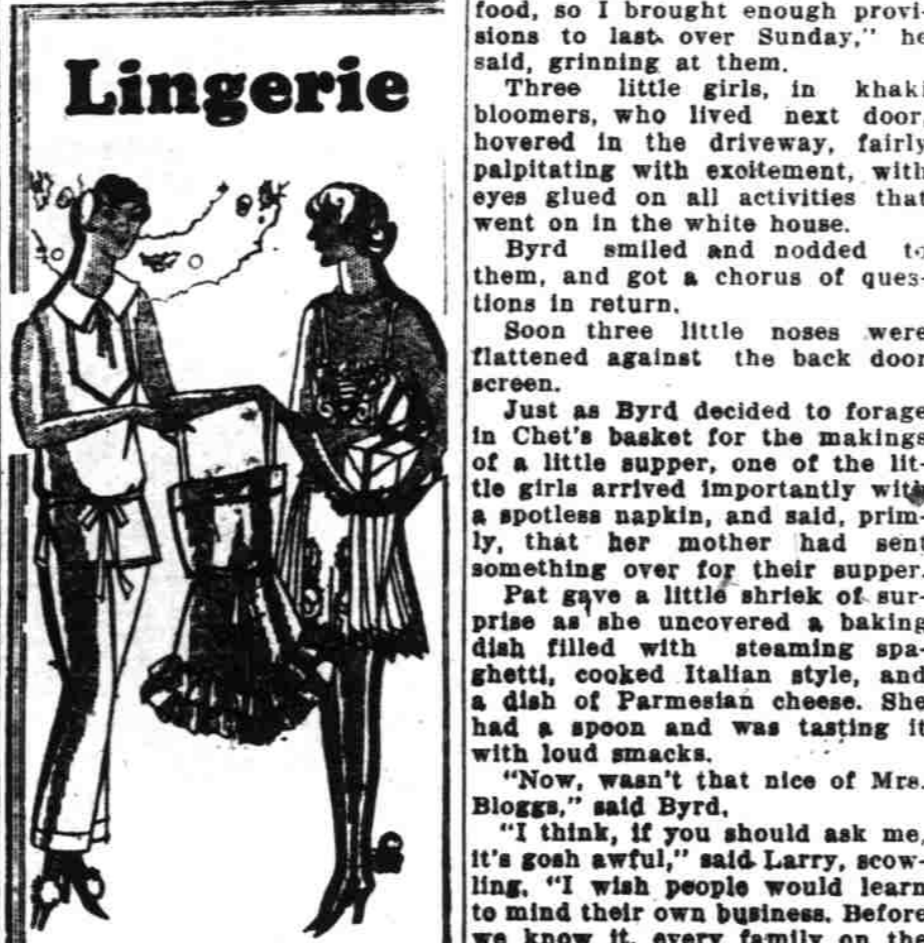 Lingerie
food, so I brought enough provi-
sions to last over Sunday," he
said, grinning at them.
Three little girls, in khaki
bloomers, who lived next door,
hovered in the driveway, fairly
palpitating with excitement, with
eyes glued on all activities that
went on in the white house.
Byrd smiled and nodded to
them, and got a chorus of ques-
tions in return.
Soon three little noses were
flattened against the back door
screen.
Just as Byrd decided to forage
in Chet's basket for the makings
of a little supper, one of the lit-
tle girls arrived importantly with
a spotless napkin, and said, prim-
ly, that her mother had sent
something over for their supper.
Pat gave a little shriek of sur-
prise as she uncovered a baking
dish filled with steaming spa-
ghetti, cooked Italian style, and
a dish of Parmesian cheese. She
had a spoon and was tasting it
with loud smacks.
"Now, wasn't that nice of Mrs.
Bloggs," said Byrd.
"I think, if you should ask me,
it's gosh awful," said Larry, scow-
ling. "I wish people would learn
to mind their own business. Before
we know it, every family on the